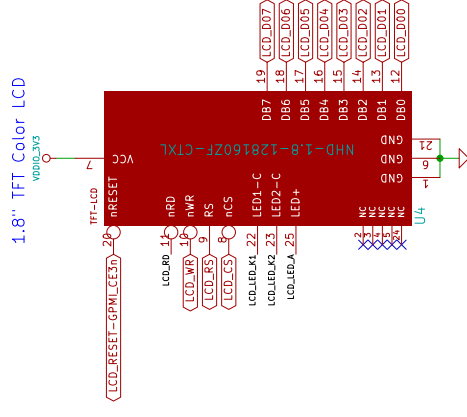 1.8" TFT Color LCD
VDDIO_3V3
7
VCC
TFT-LCD
NHD-1.8-128160ZF-CTXL
U4
LCD_D07
LCD_D06
LCD_D05
LCD_D04
LCD_D03
LCD_D02
LCD_D01
LCD_D00
19
18
17
16
15
14
13
12
DB7
DB6
DB5
DB4
DB3
DB2
DB1
DB0
GND
21
GND
6
GND
1
nRESET
nRD
nWR
RS
nCS
LED1-C
LED2-C
LED+
NC
NC
NC
NC
NC
20
11
10
9
8
22
23
25
2
3
4
5
24
LCD_RESET-GPMI_CE3n
LCD_RD
LCD_WR
LCD_RS
LCD_CS
LCD_LED_K1
LCD_LED_K2
LCD_LED_A